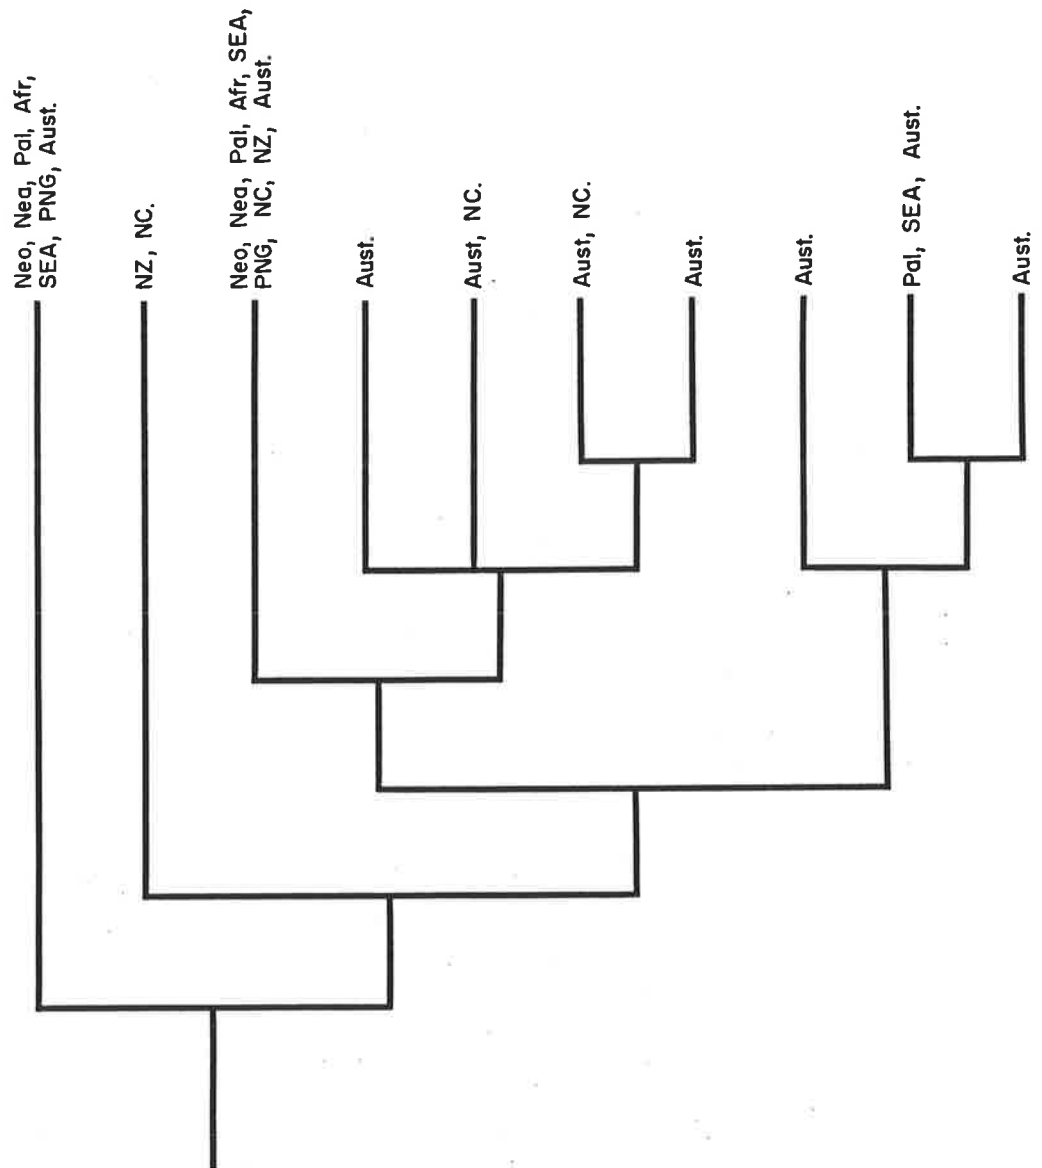 Neo, Nea, Pal, Afr,
SEA, PNG, Aust.
NZ, NC.
Neo, Nea, Pal, Afr, SEA,
PNG, NC, NZ, Aust.
Aust.
Aust, NC.
Aust, NC.
Aust.
Aust.
Pal, SEA, Aust.
Aust.